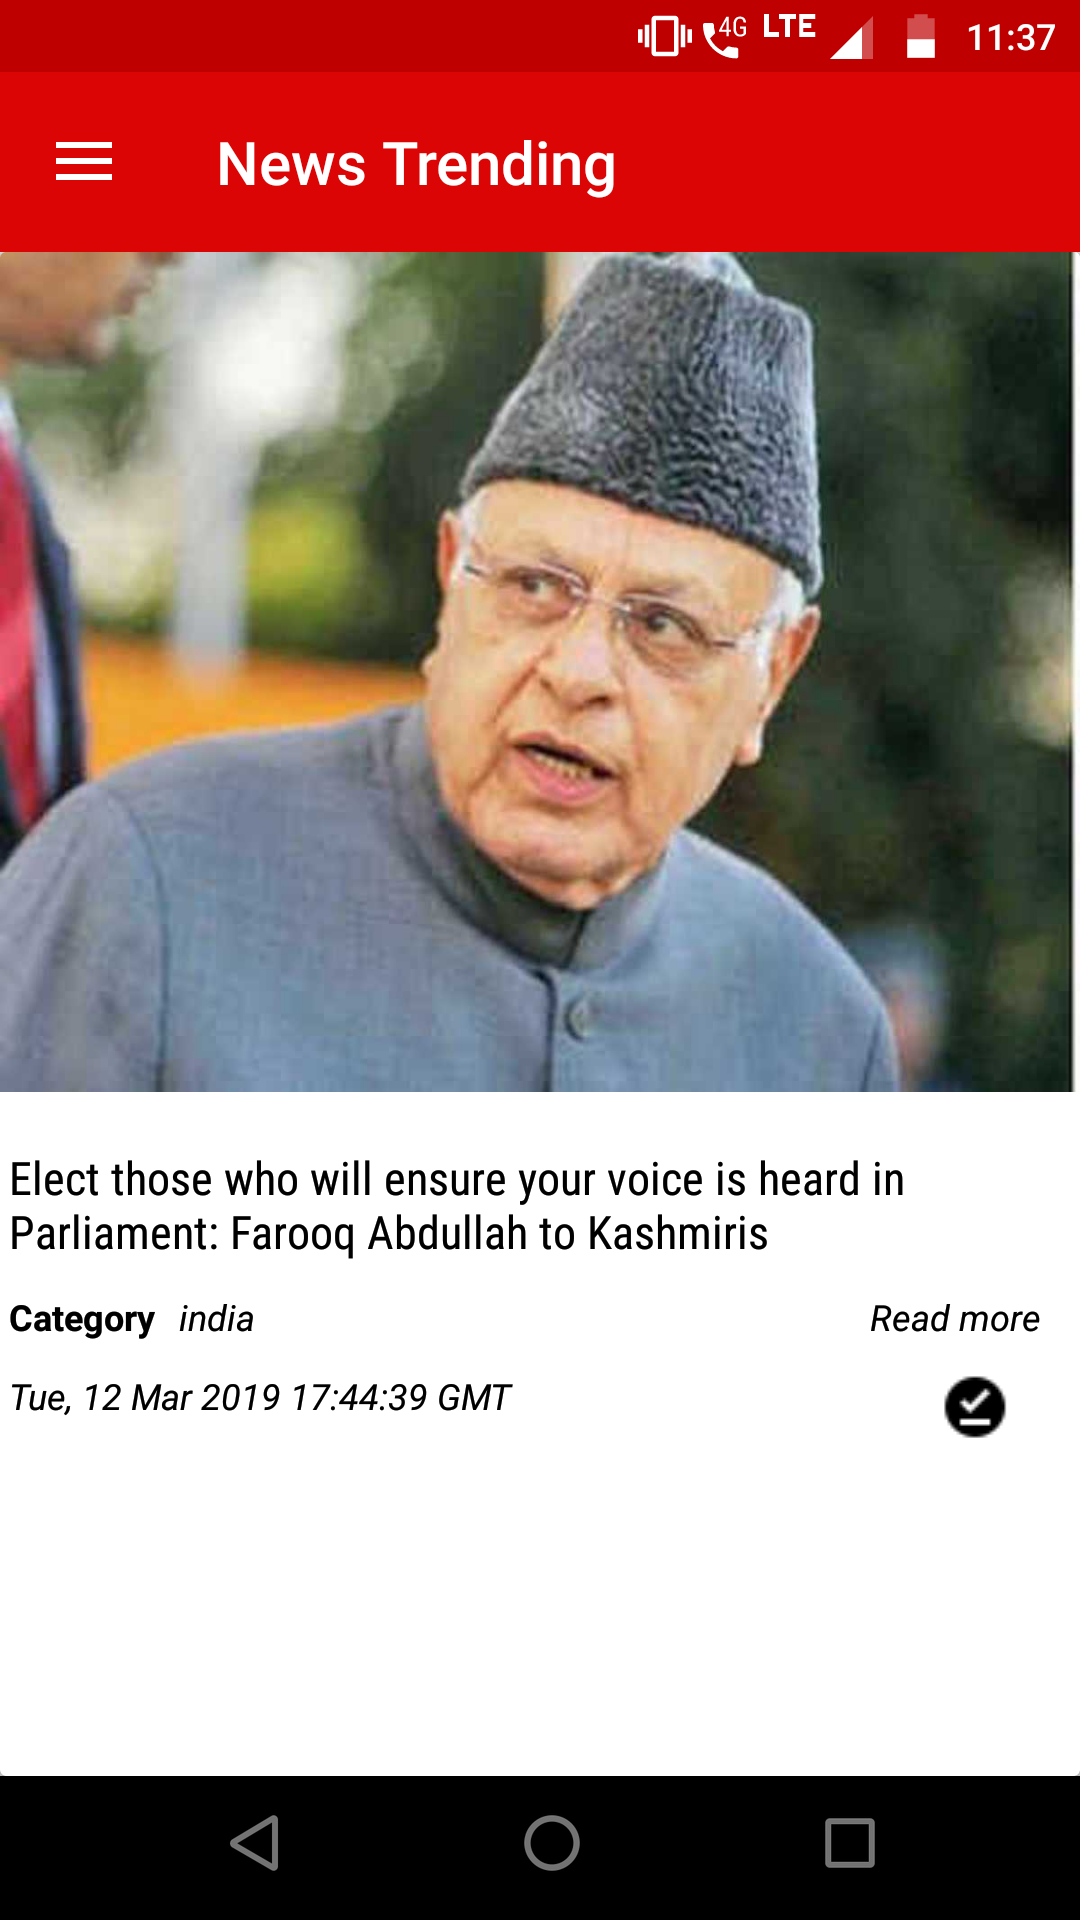 4G LTE 11:37
News Trending
Elect those who will ensure your voice is heard in
Parliament: Farooq Abdullah to Kashmiris
Category india Read more
Tue, 12 Mar 2019 17:44:39 GMT